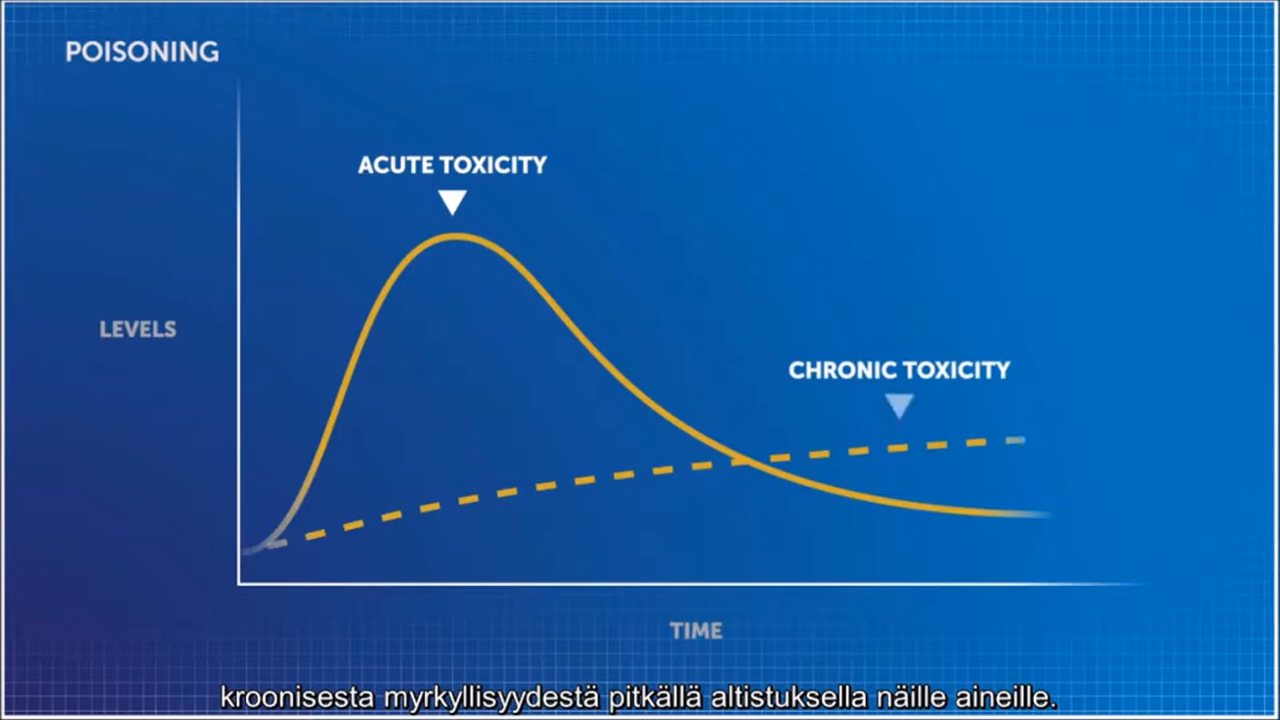 POISONING
ACUTE TOXICITY
LEVELS
CHRONIC TOXICITY
TIME
kroonisesta myrkyllisyydestä pitkällä altistuksella näille aineille.